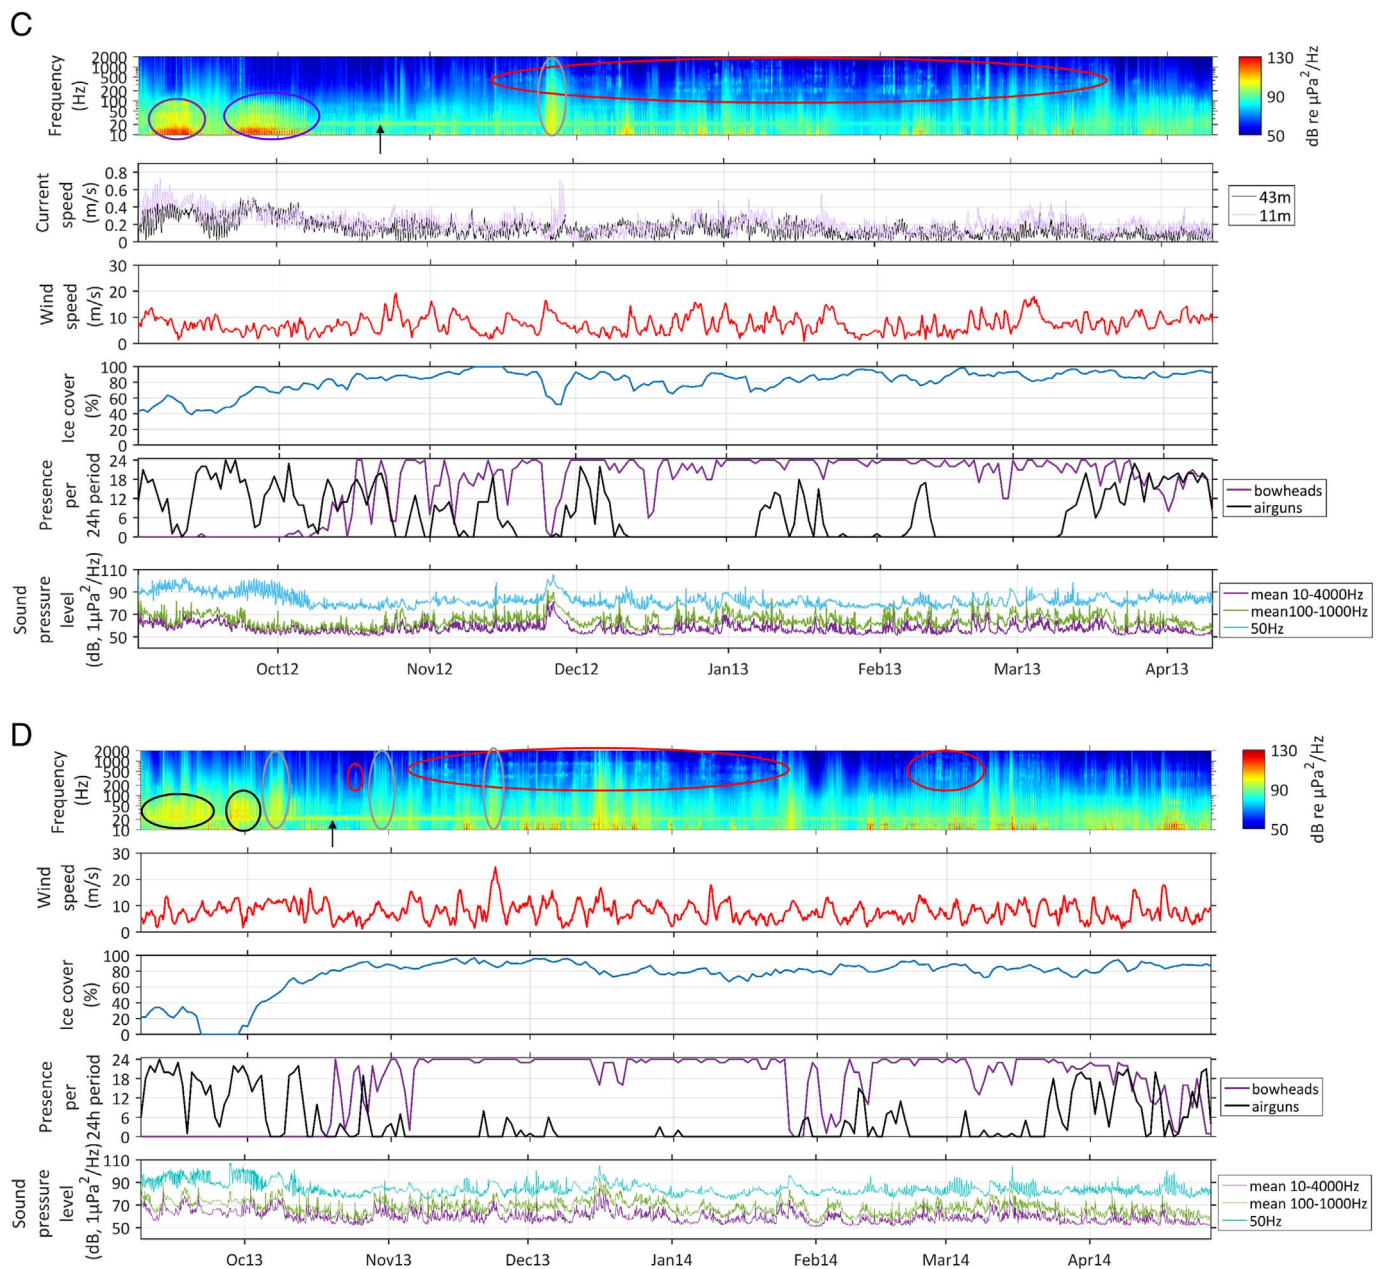 C
Frequency
(Hz)
2000
1000
500
200
100
50
20
10
130
90
50
dB re µPa²/Hz
Current
speed
(m/s)
0.8
0.6
0.4
0.2
0
43m
11m
Wind
speed
(m/s)
30
20
10
0
Ice cover
(%)
100
80
60
40
20
0
Presence
per
24h period
24
18
12
6
0
bowheads
airguns
Sound
pressure
level
(dB, 1µPa²/Hz)
110
90
70
50
mean 10-4000Hz
mean100-1000Hz
50Hz
Oct12 Nov12 Dec12 Jan13 Feb13 Mar13 Apr13
D
Frequency
(Hz)
2000
1000
500
200
100
50
20
10
130
90
50
dB re µPa²/Hz
Wind
speed
(m/s)
30
20
10
0
Ice cover
(%)
100
80
60
40
20
0
Presence
per
24h period
24
18
12
6
0
bowheads
airguns
Sound
pressure
level
(dB, 1µPa²/Hz)
110
90
70
50
mean 10-4000Hz
mean 100-1000Hz
50Hz
Oc13 Nov13 Dec13 Jan14 Feb14 Mar14 Apr14